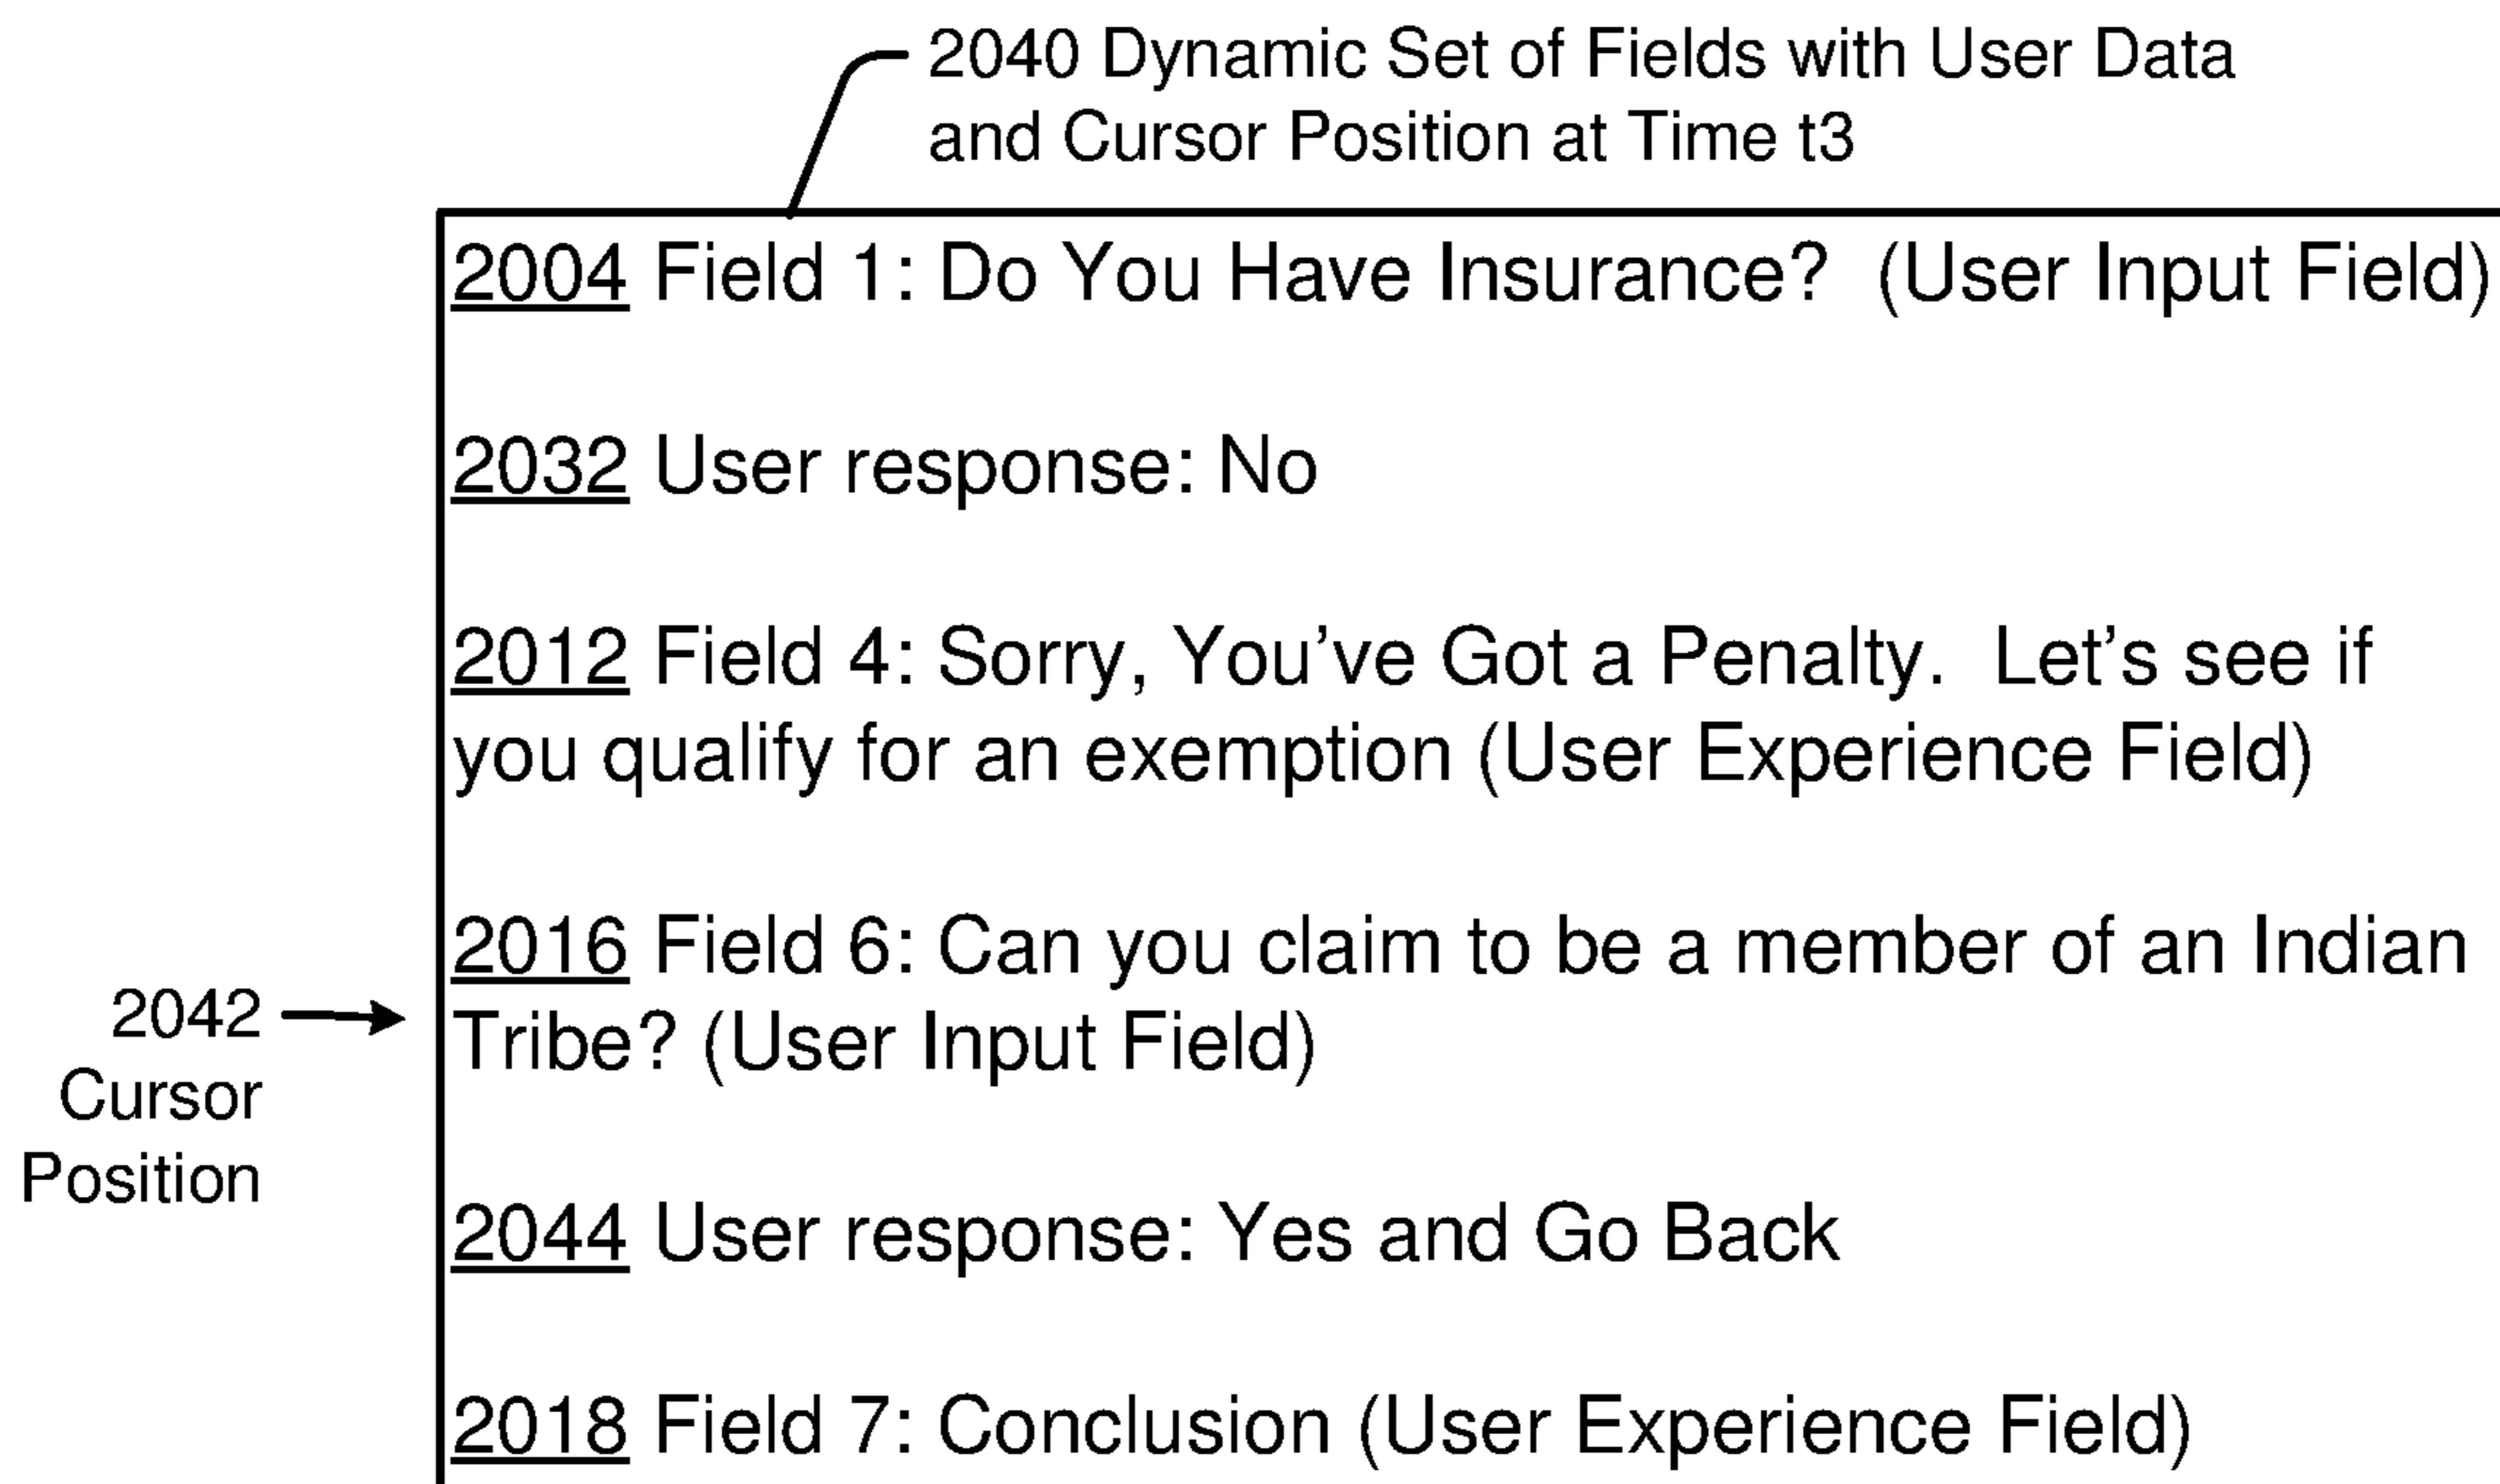 2040 Dynamic Set of Fields with User Data
and Cursor Position at Time t3
2004 Field 1: Do You Have Insurance?  (User Input Field)
2032 User response: No
2012 Field 4: Sorry, You’ve Got a Penalty.  Let’s see if
you qualify for an exemption (User Experience Field)
2016 Field 6: Can you claim to be a member of an Indian
Tribe? (User Input Field)
2042
Cursor
Position
2044 User response: Yes and Go Back
2018 Field 7: Conclusion (User Experience Field)